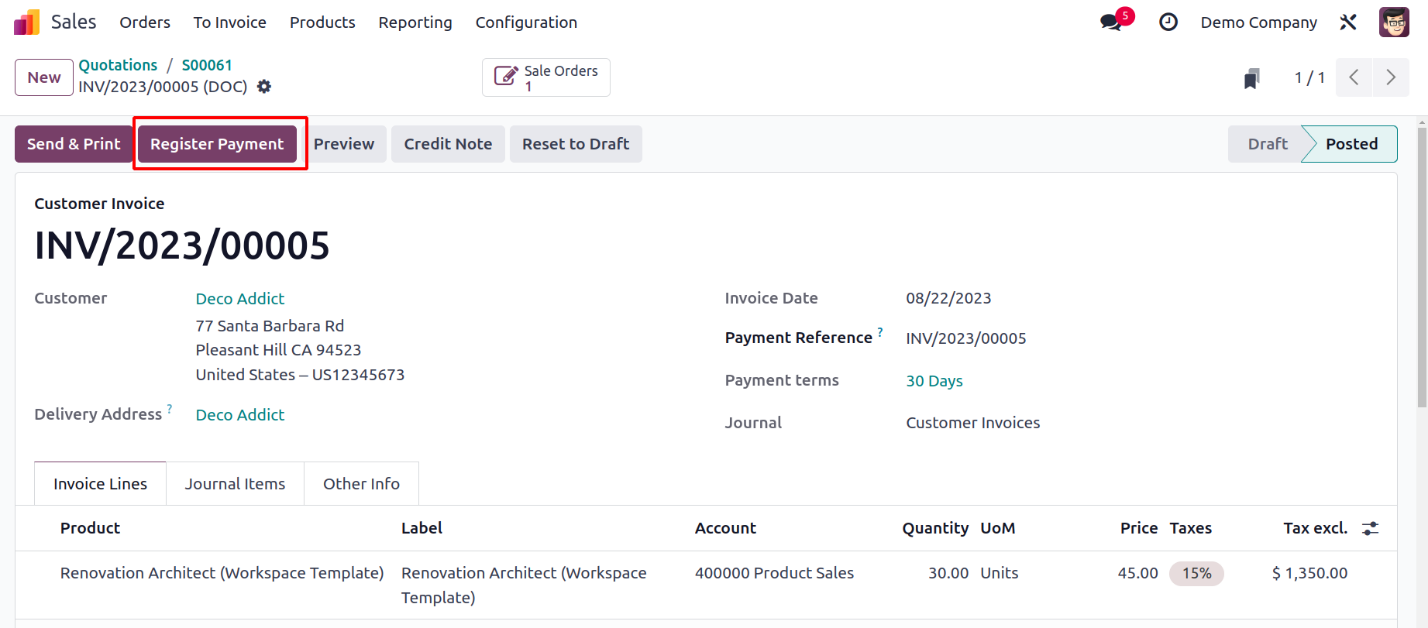 Sales Orders To Invoice Products Reporting Configuration 5 Demo Company
New Quotations / S00061
INV/2023/00005 (DOC)
Sale Orders
1
1 / 1
Send & Print Register Payment Preview Credit Note Reset to Draft Draft Posted
Customer Invoice
INV/2023/00005
Customer Deco Addict
77 Santa Barbara Rd
Pleasant Hill CA 94523
United States – US12345673
Delivery Address ? Deco Addict
Invoice Date 08/22/2023
Payment Reference ? INV/2023/00005
Payment terms 30 Days
Journal Customer Invoices
Invoice Lines Journal Items Other Info
Product Label Account Quantity UoM Price Taxes Tax excl.
Renovation Architect (Workspace Template) Renovation Architect (Workspace 400000 Product Sales 30.00 Units 45.00 15% $ 1,350.00
Template)